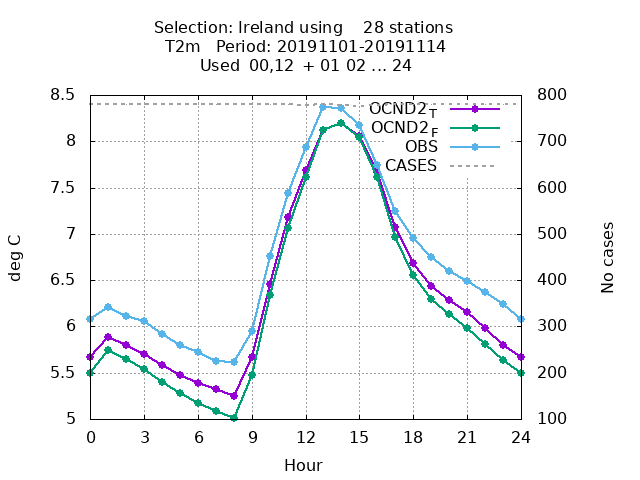 Selection: Ireland using    28 stations
T2m   Period: 20191101-20191114
Used  00,12  + 01 02 ... 24
8.5
8
7.5
7
6.5
6
5.5
5
deg C
800
700
600
500
400
300
200
100
No cases
OCND2T
OCND2F
OBS
CASES
0 3 6 9 12 15 18 21 24
Hour